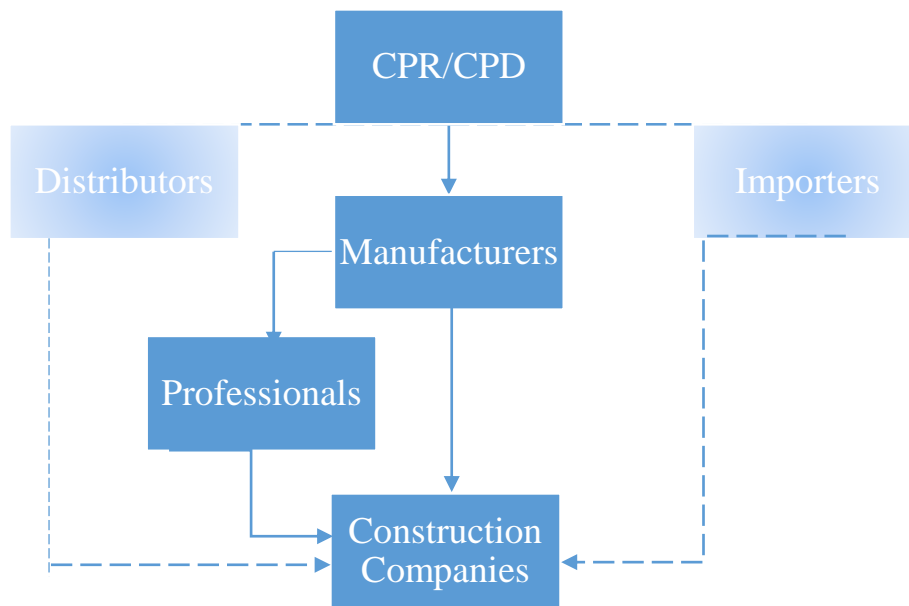 CPR/CPD
Distributors
Importers
Manufacturers
Professionals
Construction
Companies